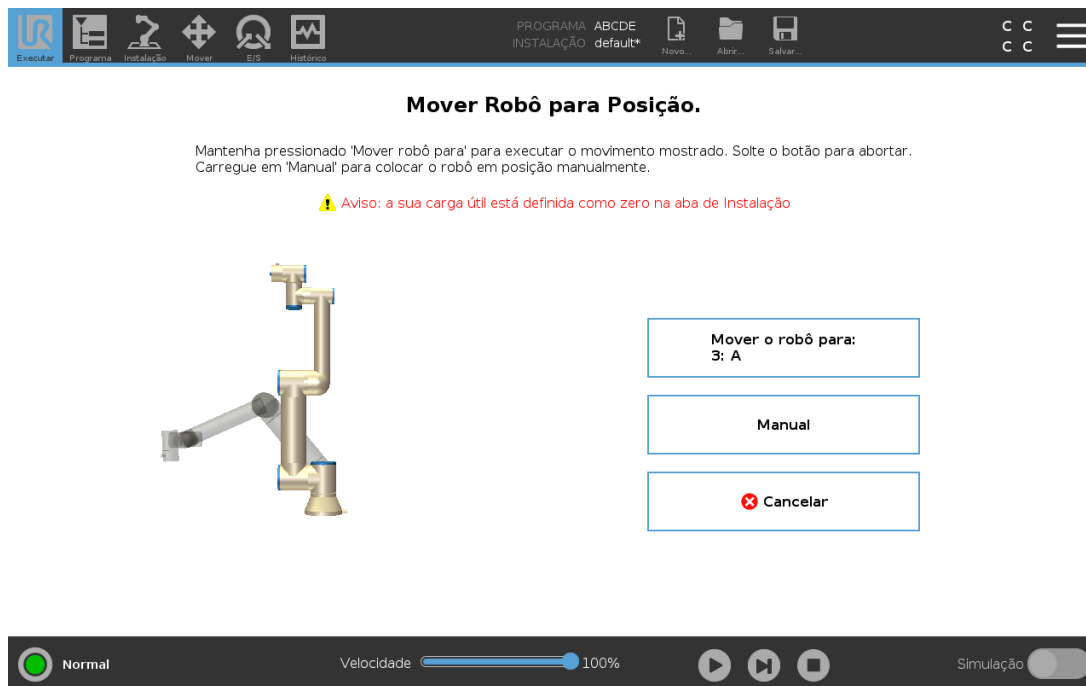 UR
Executar
Programa
Instalação
Mover
E/S
Histórico
PROGRAMA ABCDE
INSTALAÇÃO default*
Novo...
Abrir...
Salvar...
C C
C C
Mover Robô para Posição.
Mantenha pressionado 'Mover robô para' para executar o movimento mostrado. Solte o botão para abortar.
Carregue em 'Manual' para colocar o robô em posição manualmente.
Aviso: a sua carga útil está definida como zero na aba de Instalação
Mover o robô para:
3: A
Manual
Cancelar
Normal
Velocidade 100%
Simulação